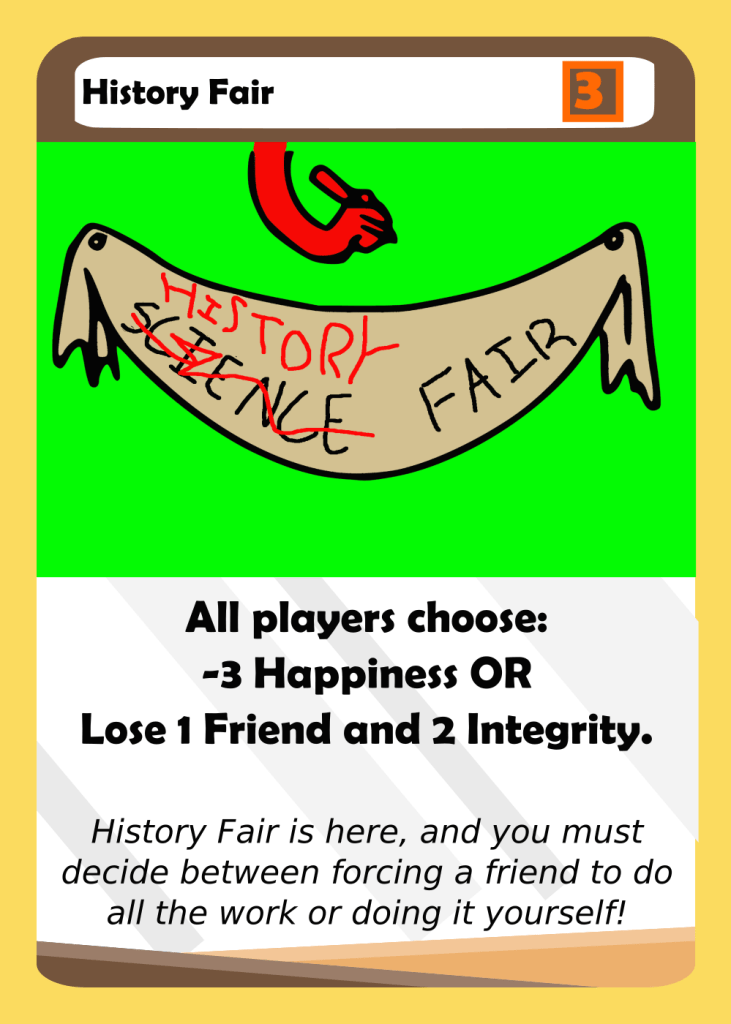 History Fair
3
HISTORY
SCIENCE FAIR
All players choose:
-3 Happiness OR
Lose 1 Friend and 2 Integrity.
History Fair is here, and you must
decide between forcing a friend to do
all the work or doing it yourself!